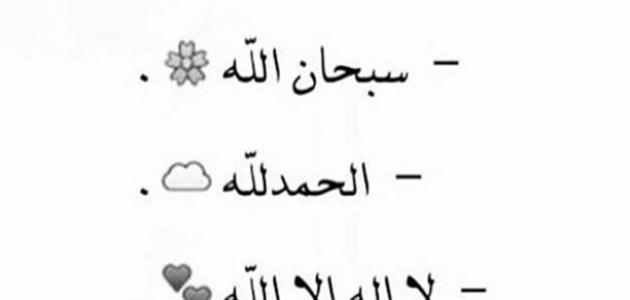 – سبحان الله 🌸 .
– الحمدلله ☁ .
– لا اله الا الله 💕 .